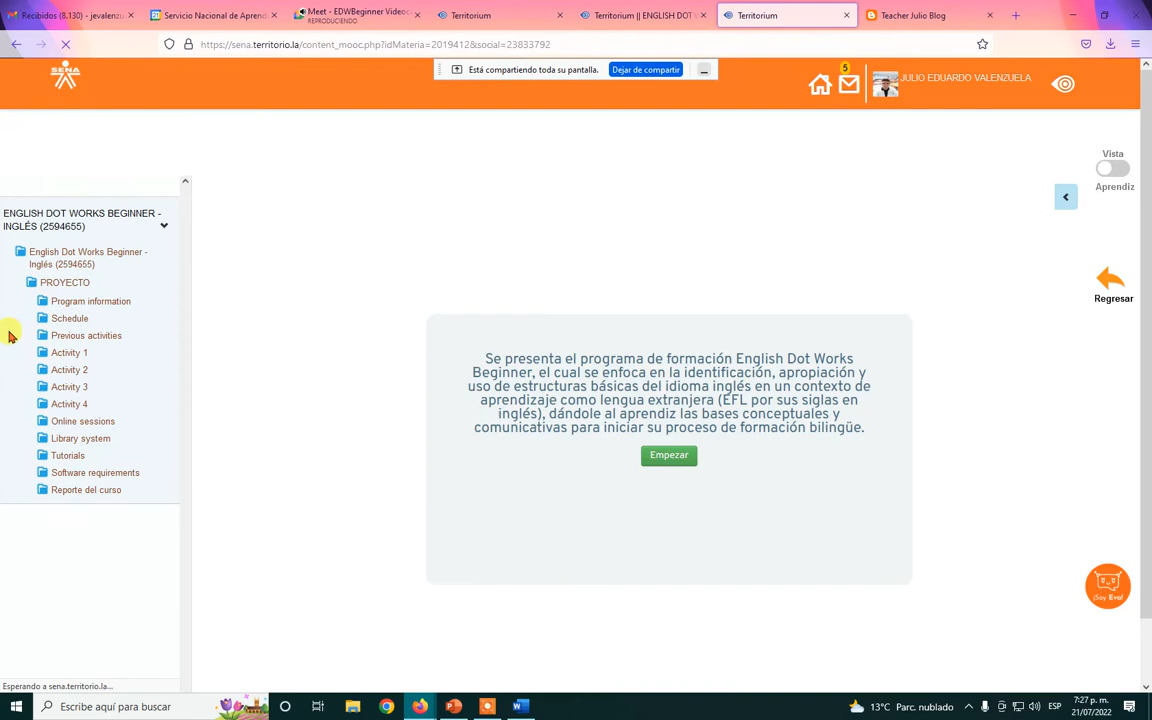 Recibidos (8.130) - jevalenzu
Servicio Nacional de Aprendi
Meet - EDWBeginner Videoc
REPRODUCIENDO
Territorium
Territorium || ENGLISH DOT W
Territorium
Teacher Julio Blog
https://sena.territorio.la/content_mooc.php?idMateria=2019412&social=23833792
Está compartiendo toda su pantalla.
Dejar de compartir
SENA
5
JULIO EDUARDO VALENZUELA
Vista
Aprendiz
Regresar
ENGLISH DOT WORKS BEGINNER -
INGLÉS (2594655)
English Dot Works Beginner -
Inglés (2594655)
PROYECTO
Program information
Schedule
Previous activities
Activity 1
Activity 2
Activity 3
Activity 4
Online sessions
Library system
Tutorials
Software requirements
Reporte del curso
Se presenta el programa de formación English Dot Works
Beginner, el cual se enfoca en la identificación, apropiación y
uso de estructuras básicas del idioma inglés en un contexto de
aprendizaje como lengua extranjera (EFL por sus siglas en
inglés), dándole al aprendiz las bases conceptuales y
comunicativas para iniciar su proceso de formación bilingüe.
Empezar
¡Soy Evo!
Esperando a sena.territorio.la...
Escribe aquí para buscar
13°C Parc. nublado
ESP
7:27 p. m.
21/07/2022